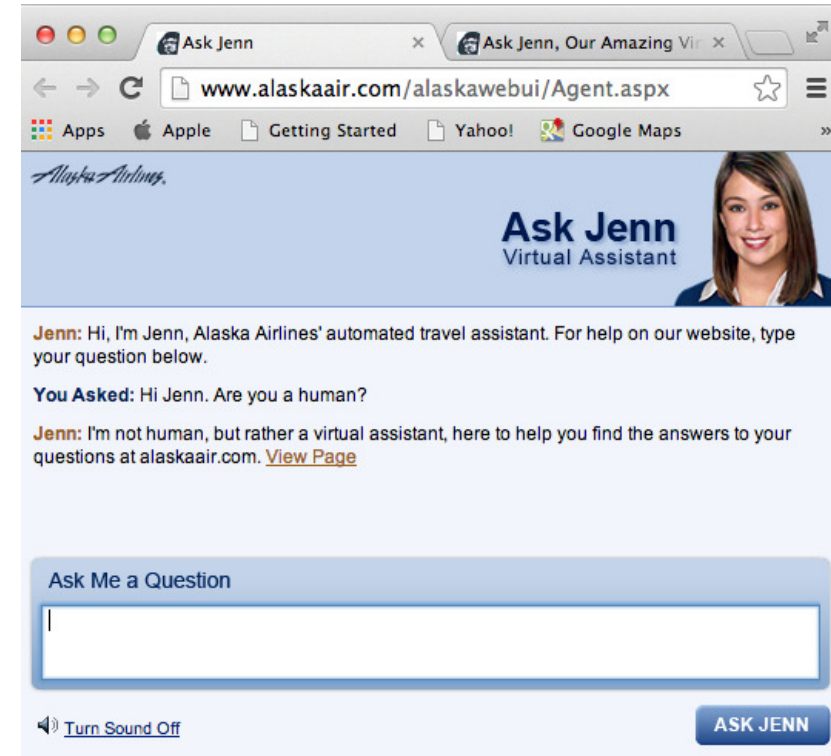 Ask Jenn
Ask Jenn, Our Amazing Vir
www.alaskaair.com/alaskawebui/Agent.aspx
Apps Apple Getting Started Yahoo! Google Maps »
Alaska Airlines.
Ask Jenn
Virtual Assistant
Jenn: Hi, I'm Jenn, Alaska Airlines' automated travel assistant. For help on our website, type
your question below.
You Asked: Hi Jenn. Are you a human?
Jenn: I'm not human, but rather a virtual assistant, here to help you find the answers to your
questions at alaskaair.com. View Page
Ask Me a Question
Turn Sound Off
ASK JENN